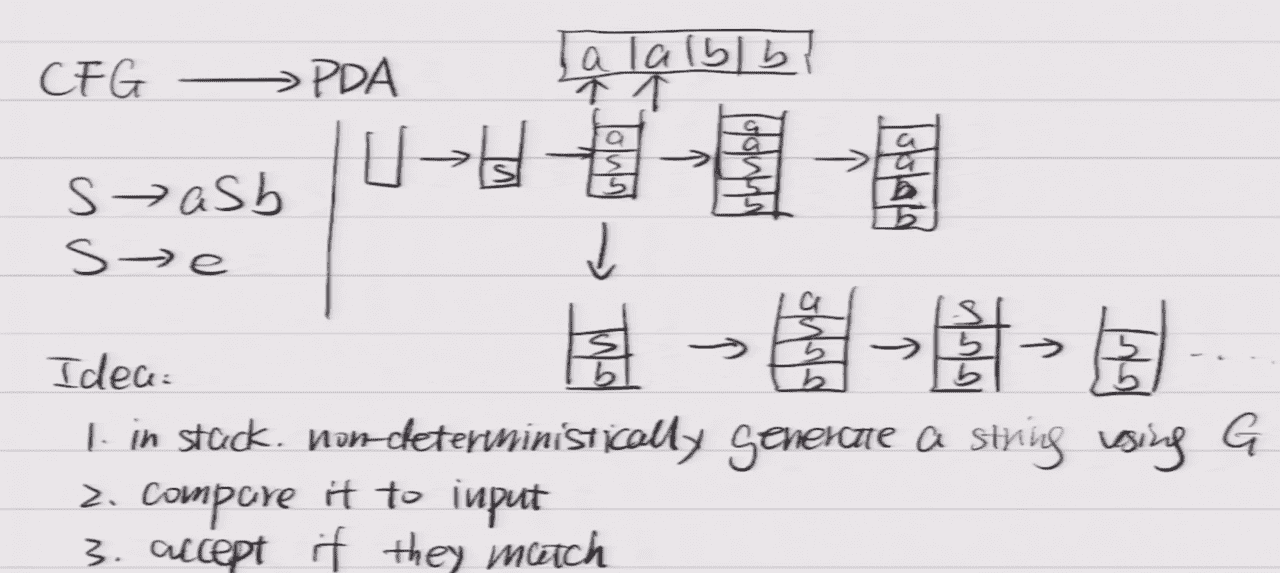 a a b b
CFG → PDA
S → aSb
S → e
S
a
S
b
a
a
S
b
b
a
a
b
b
S
b
a
S
b
b
S
b
b
b
b
....
Idea:
1. in stack. non-deterministically generate a string using G
2. compare it to input
3. accept if they match